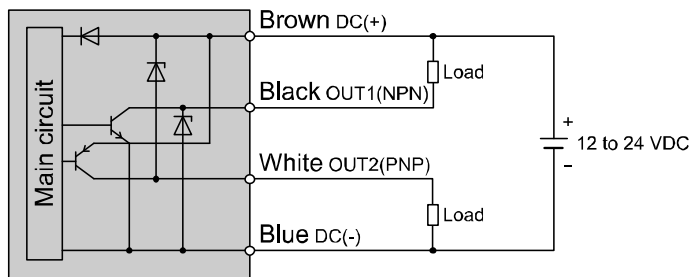 Main circuit
Brown DC(+)
Load
Black OUT1(NPN)
+
12 to 24 VDC
−
White OUT2(PNP)
Load
Blue DC(-)